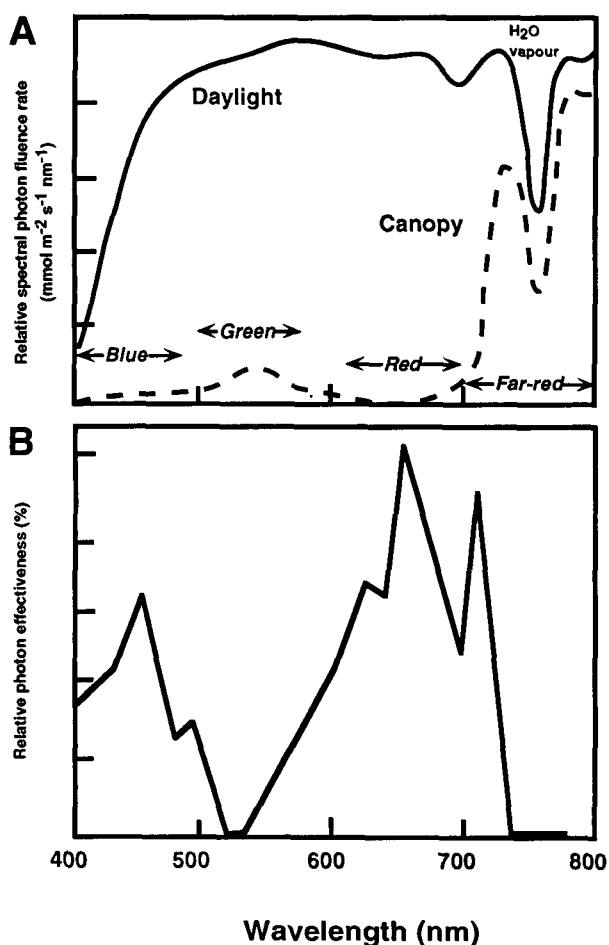 A
Relative spectral photon fluence rate
(mmol m-2 s-1 nm-1)
H2O
vapour
Daylight
Canopy
Blue
Green
Red
Far-red
B
Relative photon effectiveness (%)
400 500 600 700 800
Wavelength (nm)